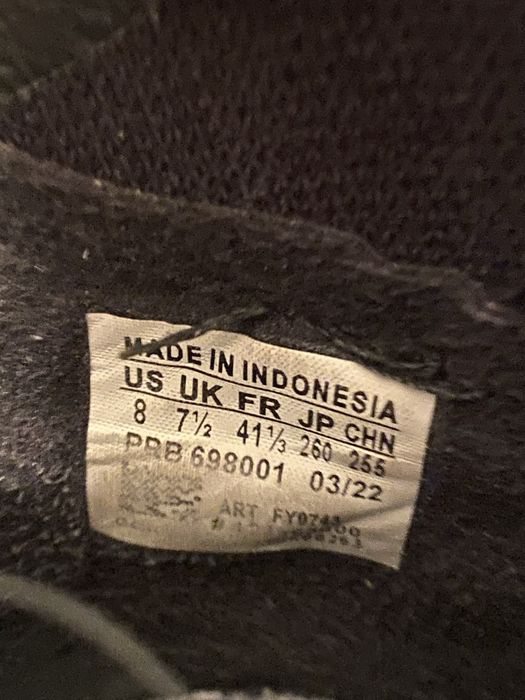 MADE IN INDONESIA
US UK FR JP CHN
8 7½ 41⅓ 260 255
PRB 698001 03/22
ART